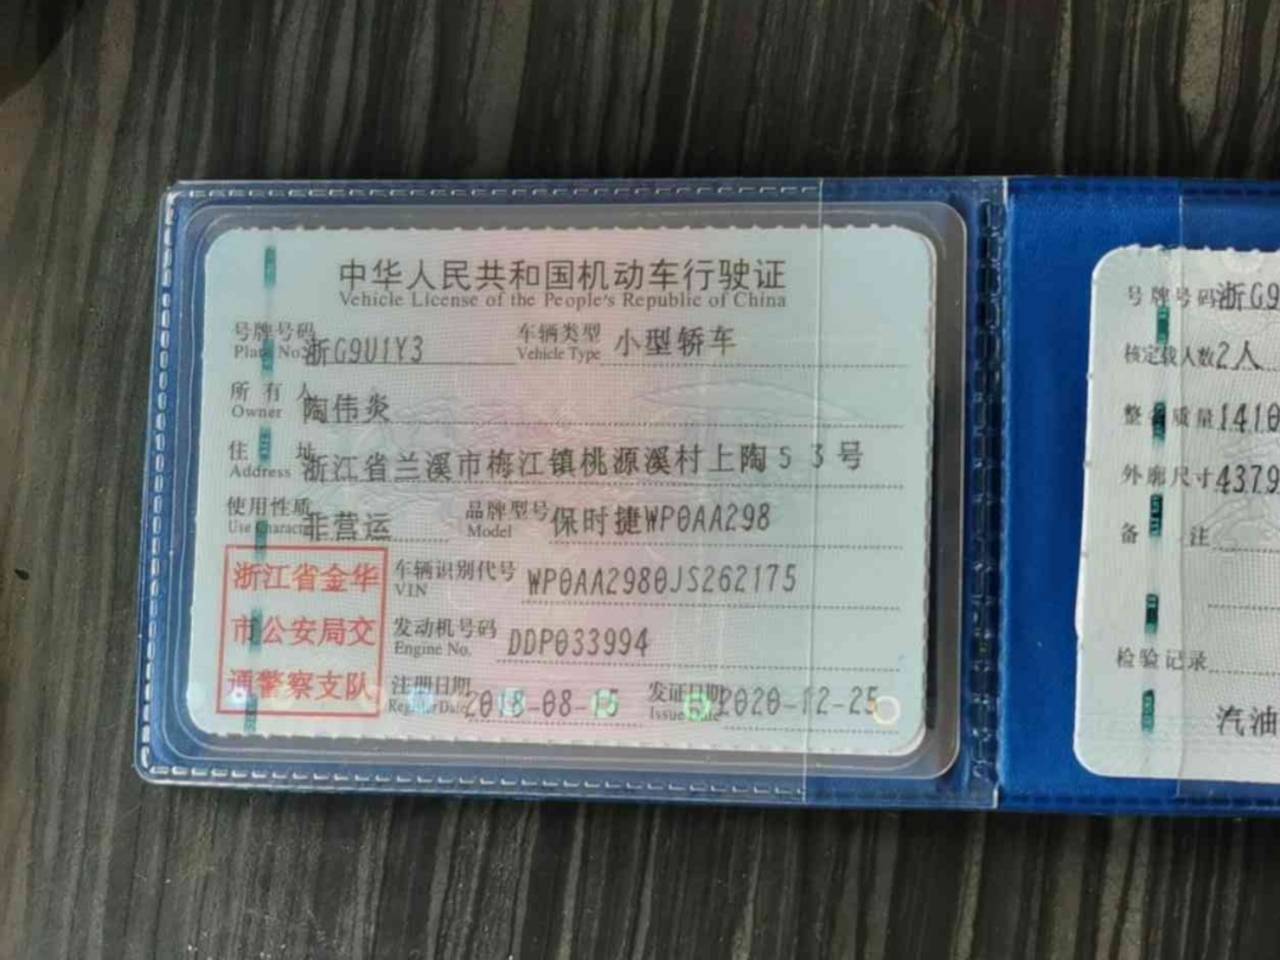 中华人民共和国机动车行驶证
Vehicle License of the People's Republic of China
号牌号码 浙G9U1Y3 车辆类型 小型轿车
Plate No. Vehicle Type
所有人 陶伟炎
Owner
住址 浙江省兰溪市梅江镇桃源溪村上陶53号
Address
使用性质 非营运 品牌型号 保时捷WP0AA298
Use Character Model
浙江省金华
市公安局交
通警察支队
车辆识别代号 WP0AA2980JS262175
VIN
发动机号码 DDP033994
Engine No.
注册日期 2018-08-15 发证日期 2020-12-25
Register Date Issue Date
号牌号码 浙G9
核定载人数 2人
整备质量 1410
外廓尺寸 4379
备注
检验记录
汽油